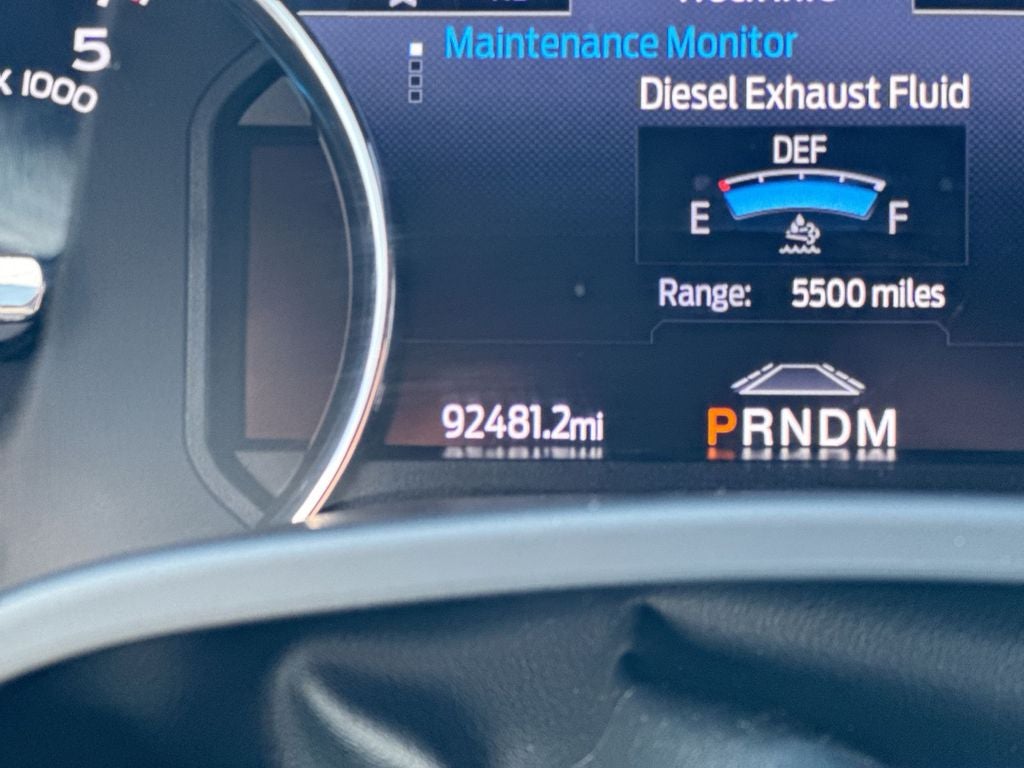 5
x 1000
Maintenance Monitor
Diesel Exhaust Fluid
DEF
E
F
Range: 5500 miles
92481.2mi
PRNDM